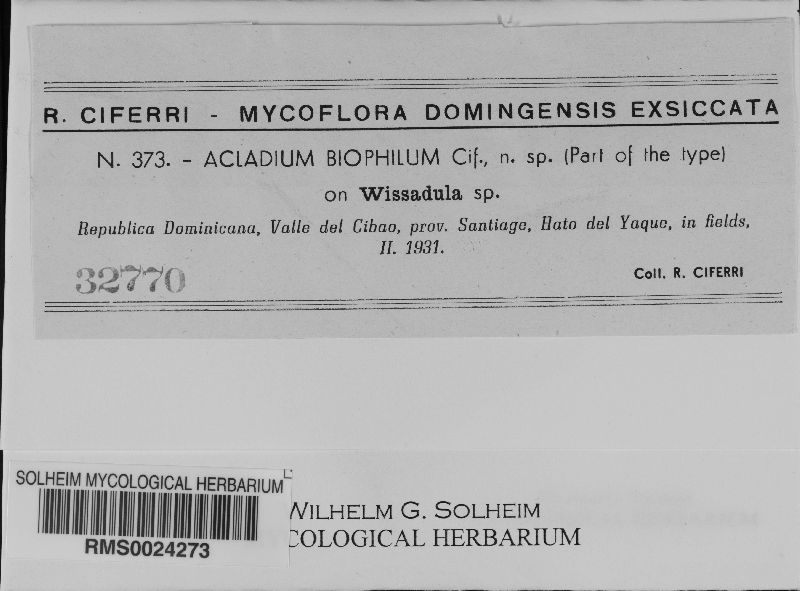 R. CIFERRI - MYCOFLORA DOMINGENSIS EXSICCATA
N. 373. - ACLADIUM BIOPHILUM Cif., n. sp. (Part of the type)
on Wissadula sp.
Republica Dominicana, Valle del Cibao, prov. Santiago, Hato del Yaque, in fields,
II. 1931.
32770
Coll. R. CIFERRI
SOLHEIM MYCOLOGICAL HERBARIUM
RMS0024273
WILHELM G. SOLHEIM
COLOGICAL HERBARIUM